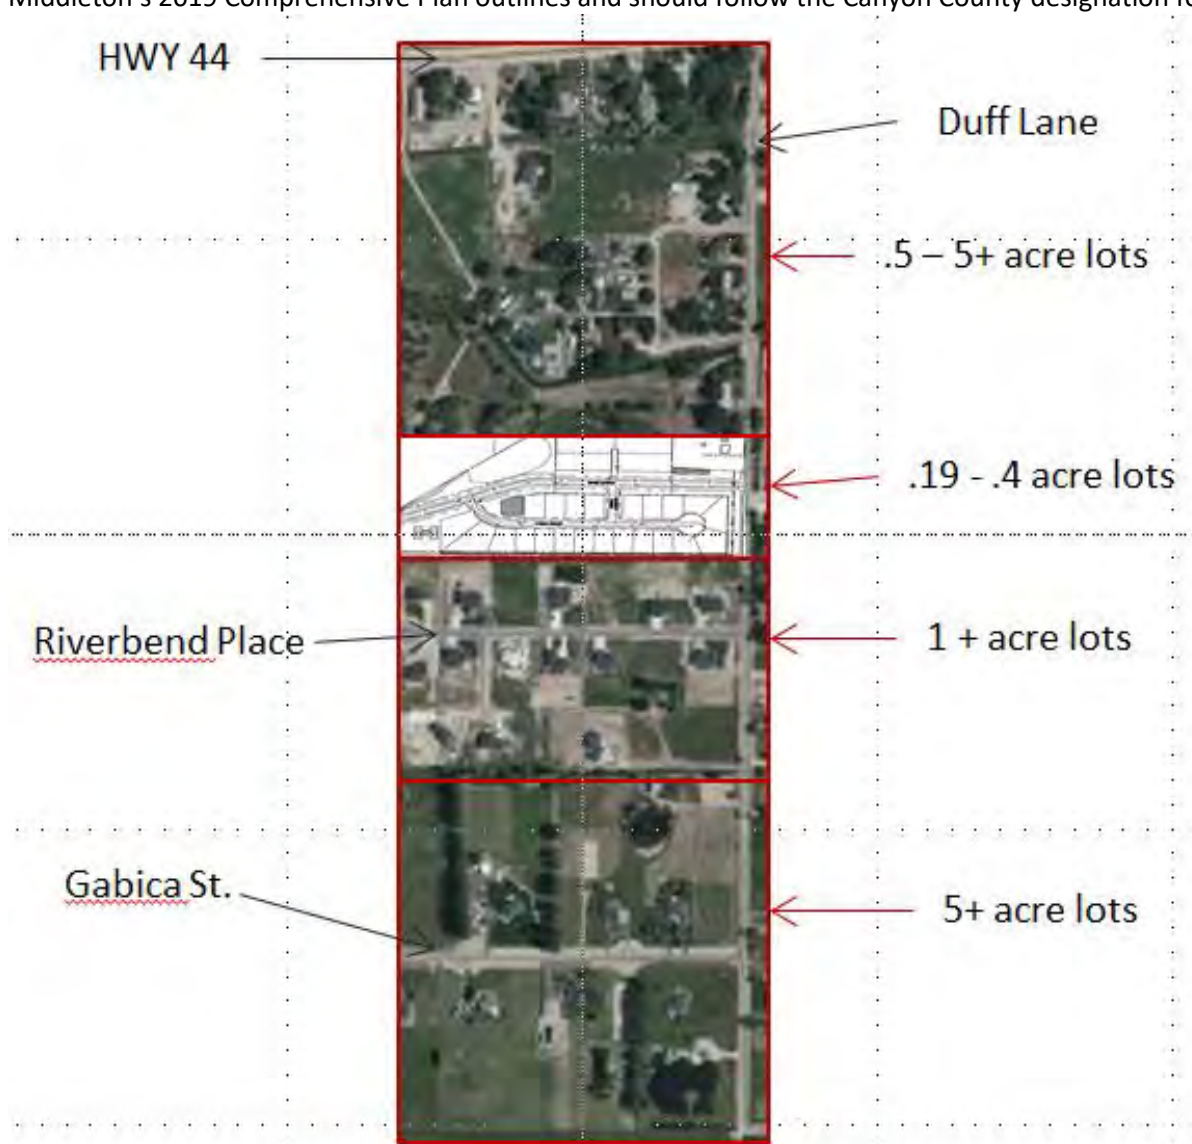 Middleton's 2019 Comprehensive Plan outlines and should follow the Canyon County designation
HWY 44
Duff Lane
.5 – 5+ acre lots
.19 - .4 acre lots
Riverbend Place
1 + acre lots
Gabica St.
5+ acre lots